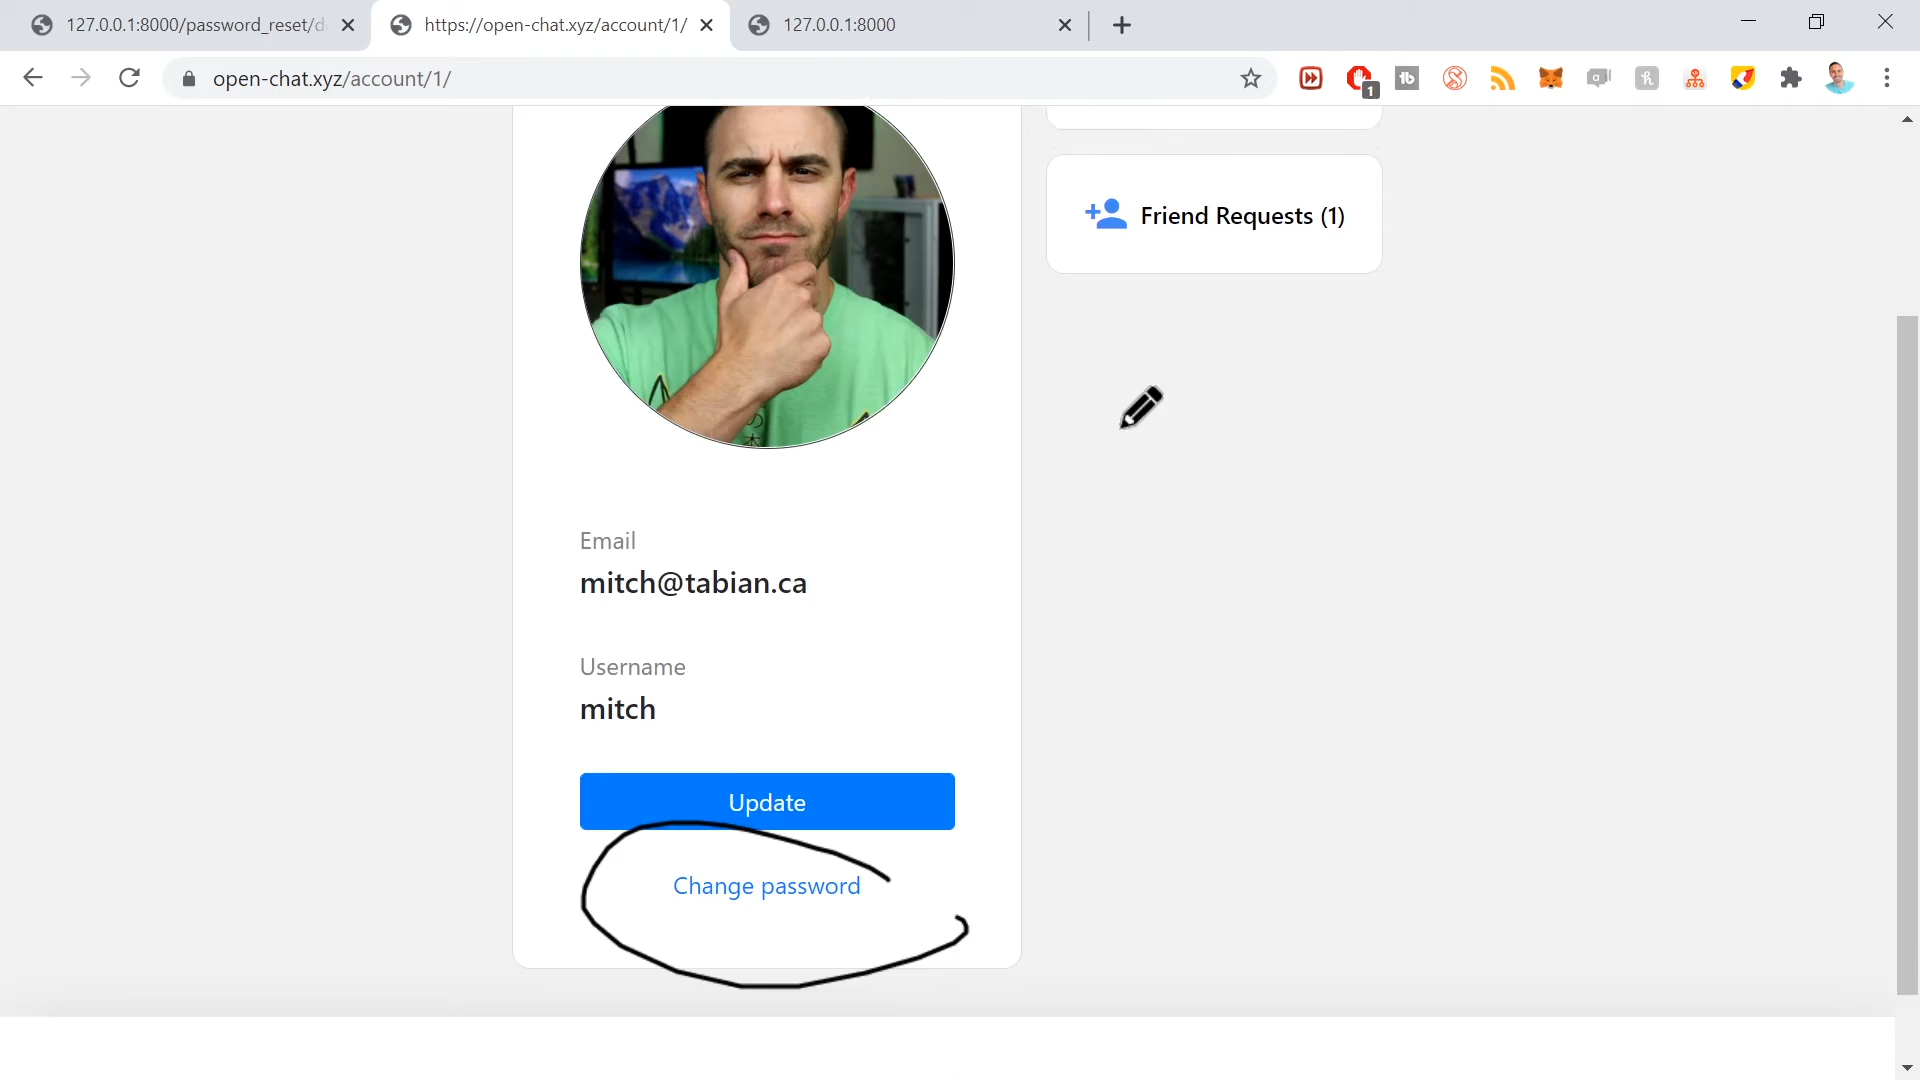 127.0.0.1:8000/password_reset/d
https://open-chat.xyz/account/1/
127.0.0.1:8000
open-chat.xyz/account/1/
1
tb
a
h
Friend Requests (1)
Email
mitch@tabian.ca
Username
mitch
Update
Change password